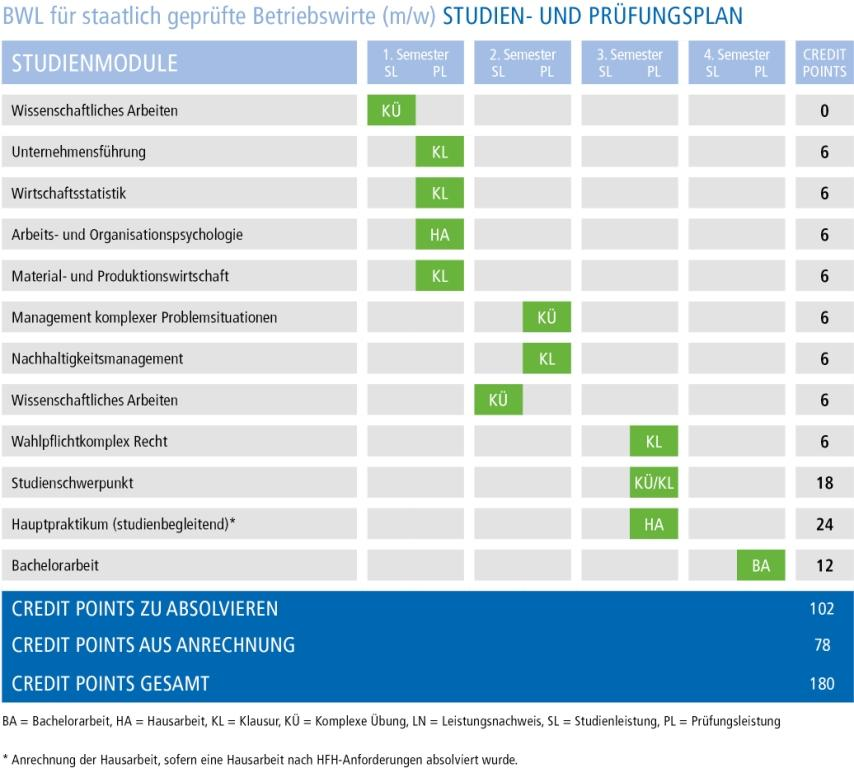 BWL für staatlich geprüfte Betriebswirte (m/w) STUDIEN- UND PRÜFUNGSPLAN
STUDIENMODULE 1. Semester 2. Semester 3. Semester 4. Semester CREDIT
SL PL SL PL SL PL SL PL POINTS
Wissenschaftliches Arbeiten KÜ 0
Unternehmensführung KL 6
Wirtschaftsstatistik KL 6
Arbeits- und Organisationspsychologie HA 6
Material- und Produktionswirtschaft KL 6
Management komplexer Problemsituationen KÜ 6
Nachhaltigkeitsmanagement KL 6
Wissenschaftliches Arbeiten KÜ 6
Wahlpflichtkomplex Recht KL 6
Studienschwerpunkt KÜ/KL 18
Hauptpraktikum (studienbegleitend)* HA 24
Bachelorarbeit BA 12
CREDIT POINTS ZU ABSOLVIEREN 102
CREDIT POINTS AUS ANRECHNUNG 78
CREDIT POINTS GESAMT 180
BA = Bachelorarbeit, HA = Hausarbeit, KL = Klausur, KÜ = Komplexe Übung, LN = Leistungsnachweis, SL = Studienleistung, PL = Prüfungsleistung
* Anrechnung der Hausarbeit, sofern eine Hausarbeit nach HFH-Anforderungen absolviert wurde.